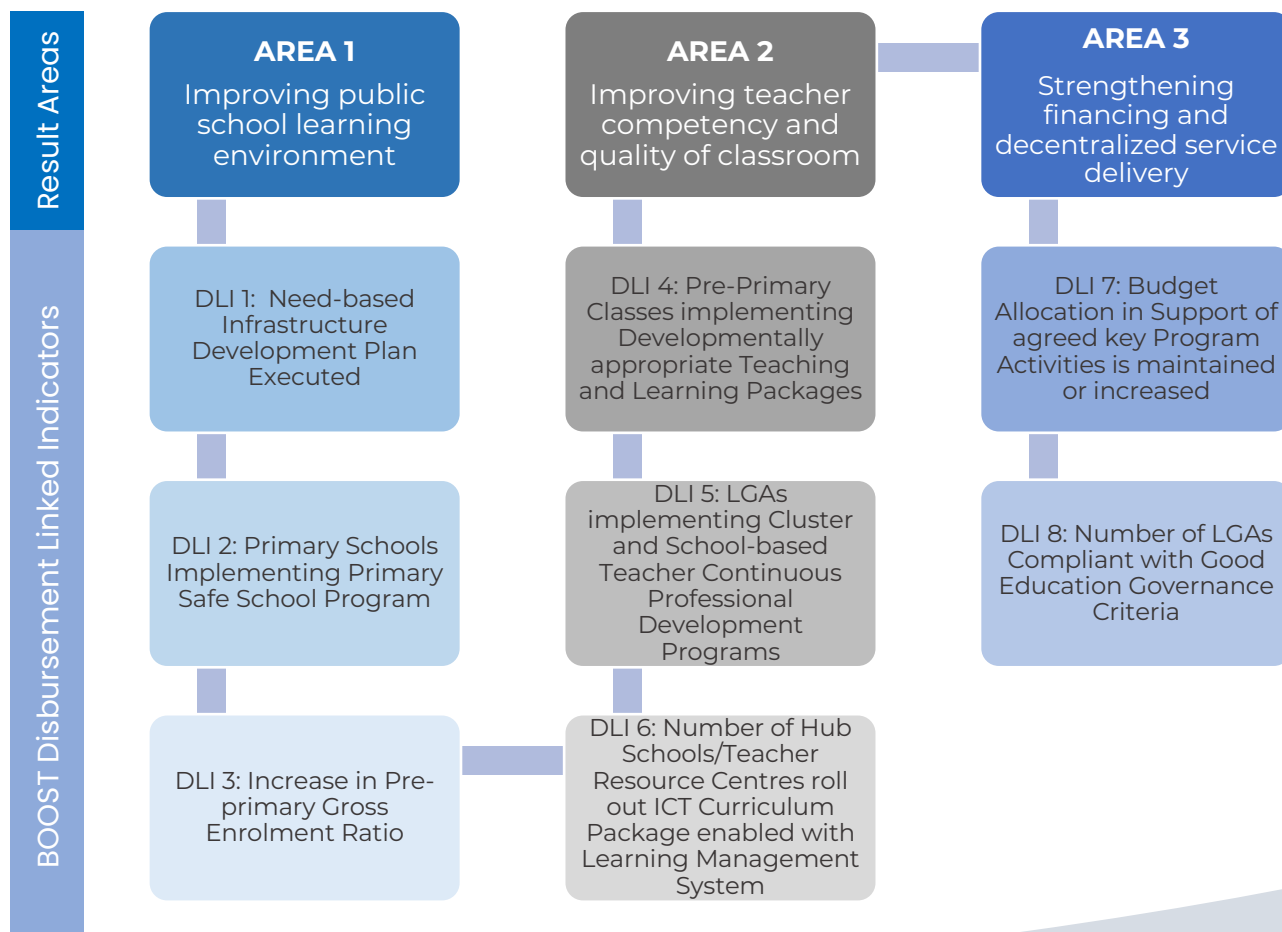 Result Areas
AREA 1
Improving public
school learning
environment
AREA 2
Improving teacher
competency and
quality of classroom
AREA 3
Strengthening
financing and
decentralized service
delivery
BOOST Disbursement Linked Indicators
DLI 1:  Need-based
Infrastructure
Development Plan
Executed
DLI 2: Primary Schools
Implementing Primary
Safe School Program
DLI 3: Increase in Pre-
primary Gross
Enrolment Ratio
DLI 4: Pre-Primary
Classes implementing
Developmentally
appropriate Teaching
and Learning Packages
DLI 5: LGAs
implementing Cluster
and School-based
Teacher Continuous
Professional
Development
Programs
DLI 6: Number of Hub
Schools/Teacher
Resource Centres roll
out ICT Curriculum
Package enabled with
Learning Management
System
DLI 7: Budget
Allocation in Support of
agreed key Program
Activities is maintained
or increased
DLI 8: Number of LGAs
Compliant with Good
Education Governance
Criteria